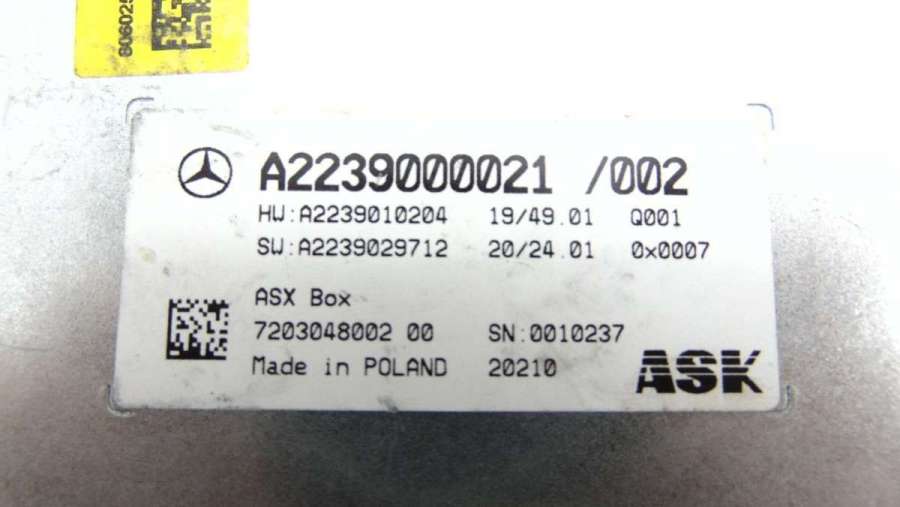 A2239000021 /002
HW:A2239010204 19/49.01 Q001
SW:A2239029712 20/24.01 0x0007
ASX Box
7203048002 00 SN:0010237
Made in POLAND 20210
ASK